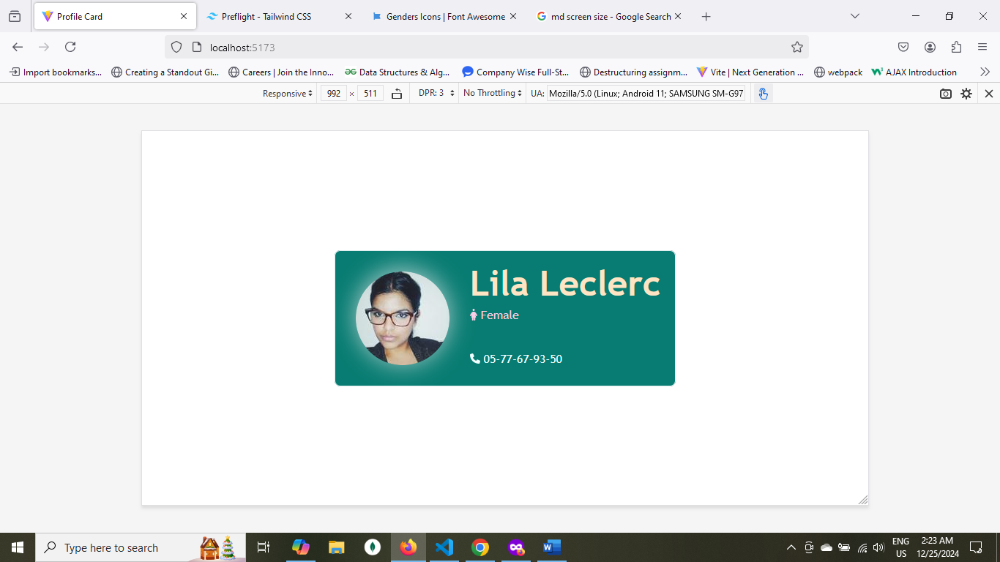 Profile Card
Preflight - Tailwind CSS
Genders Icons | Font Awesome
md screen size - Google Search
localhost:5173
Import bookmarks...
Creating a Standout Gi...
Careers | Join the Inno...
Data Structures & Alg...
Company Wise Full-St...
Destructuring assignm...
Vite | Next Generation ...
webpack
AJAX Introduction
Responsive
992 × 511
DPR: 3
No Throttling
UA: Mozilla/5.0 (Linux; Android 11; SAMSUNG SM-G97
Lila Leclerc
Female
05-77-67-93-50
Type here to search
ENG
US
2:23 AM
12/25/2024